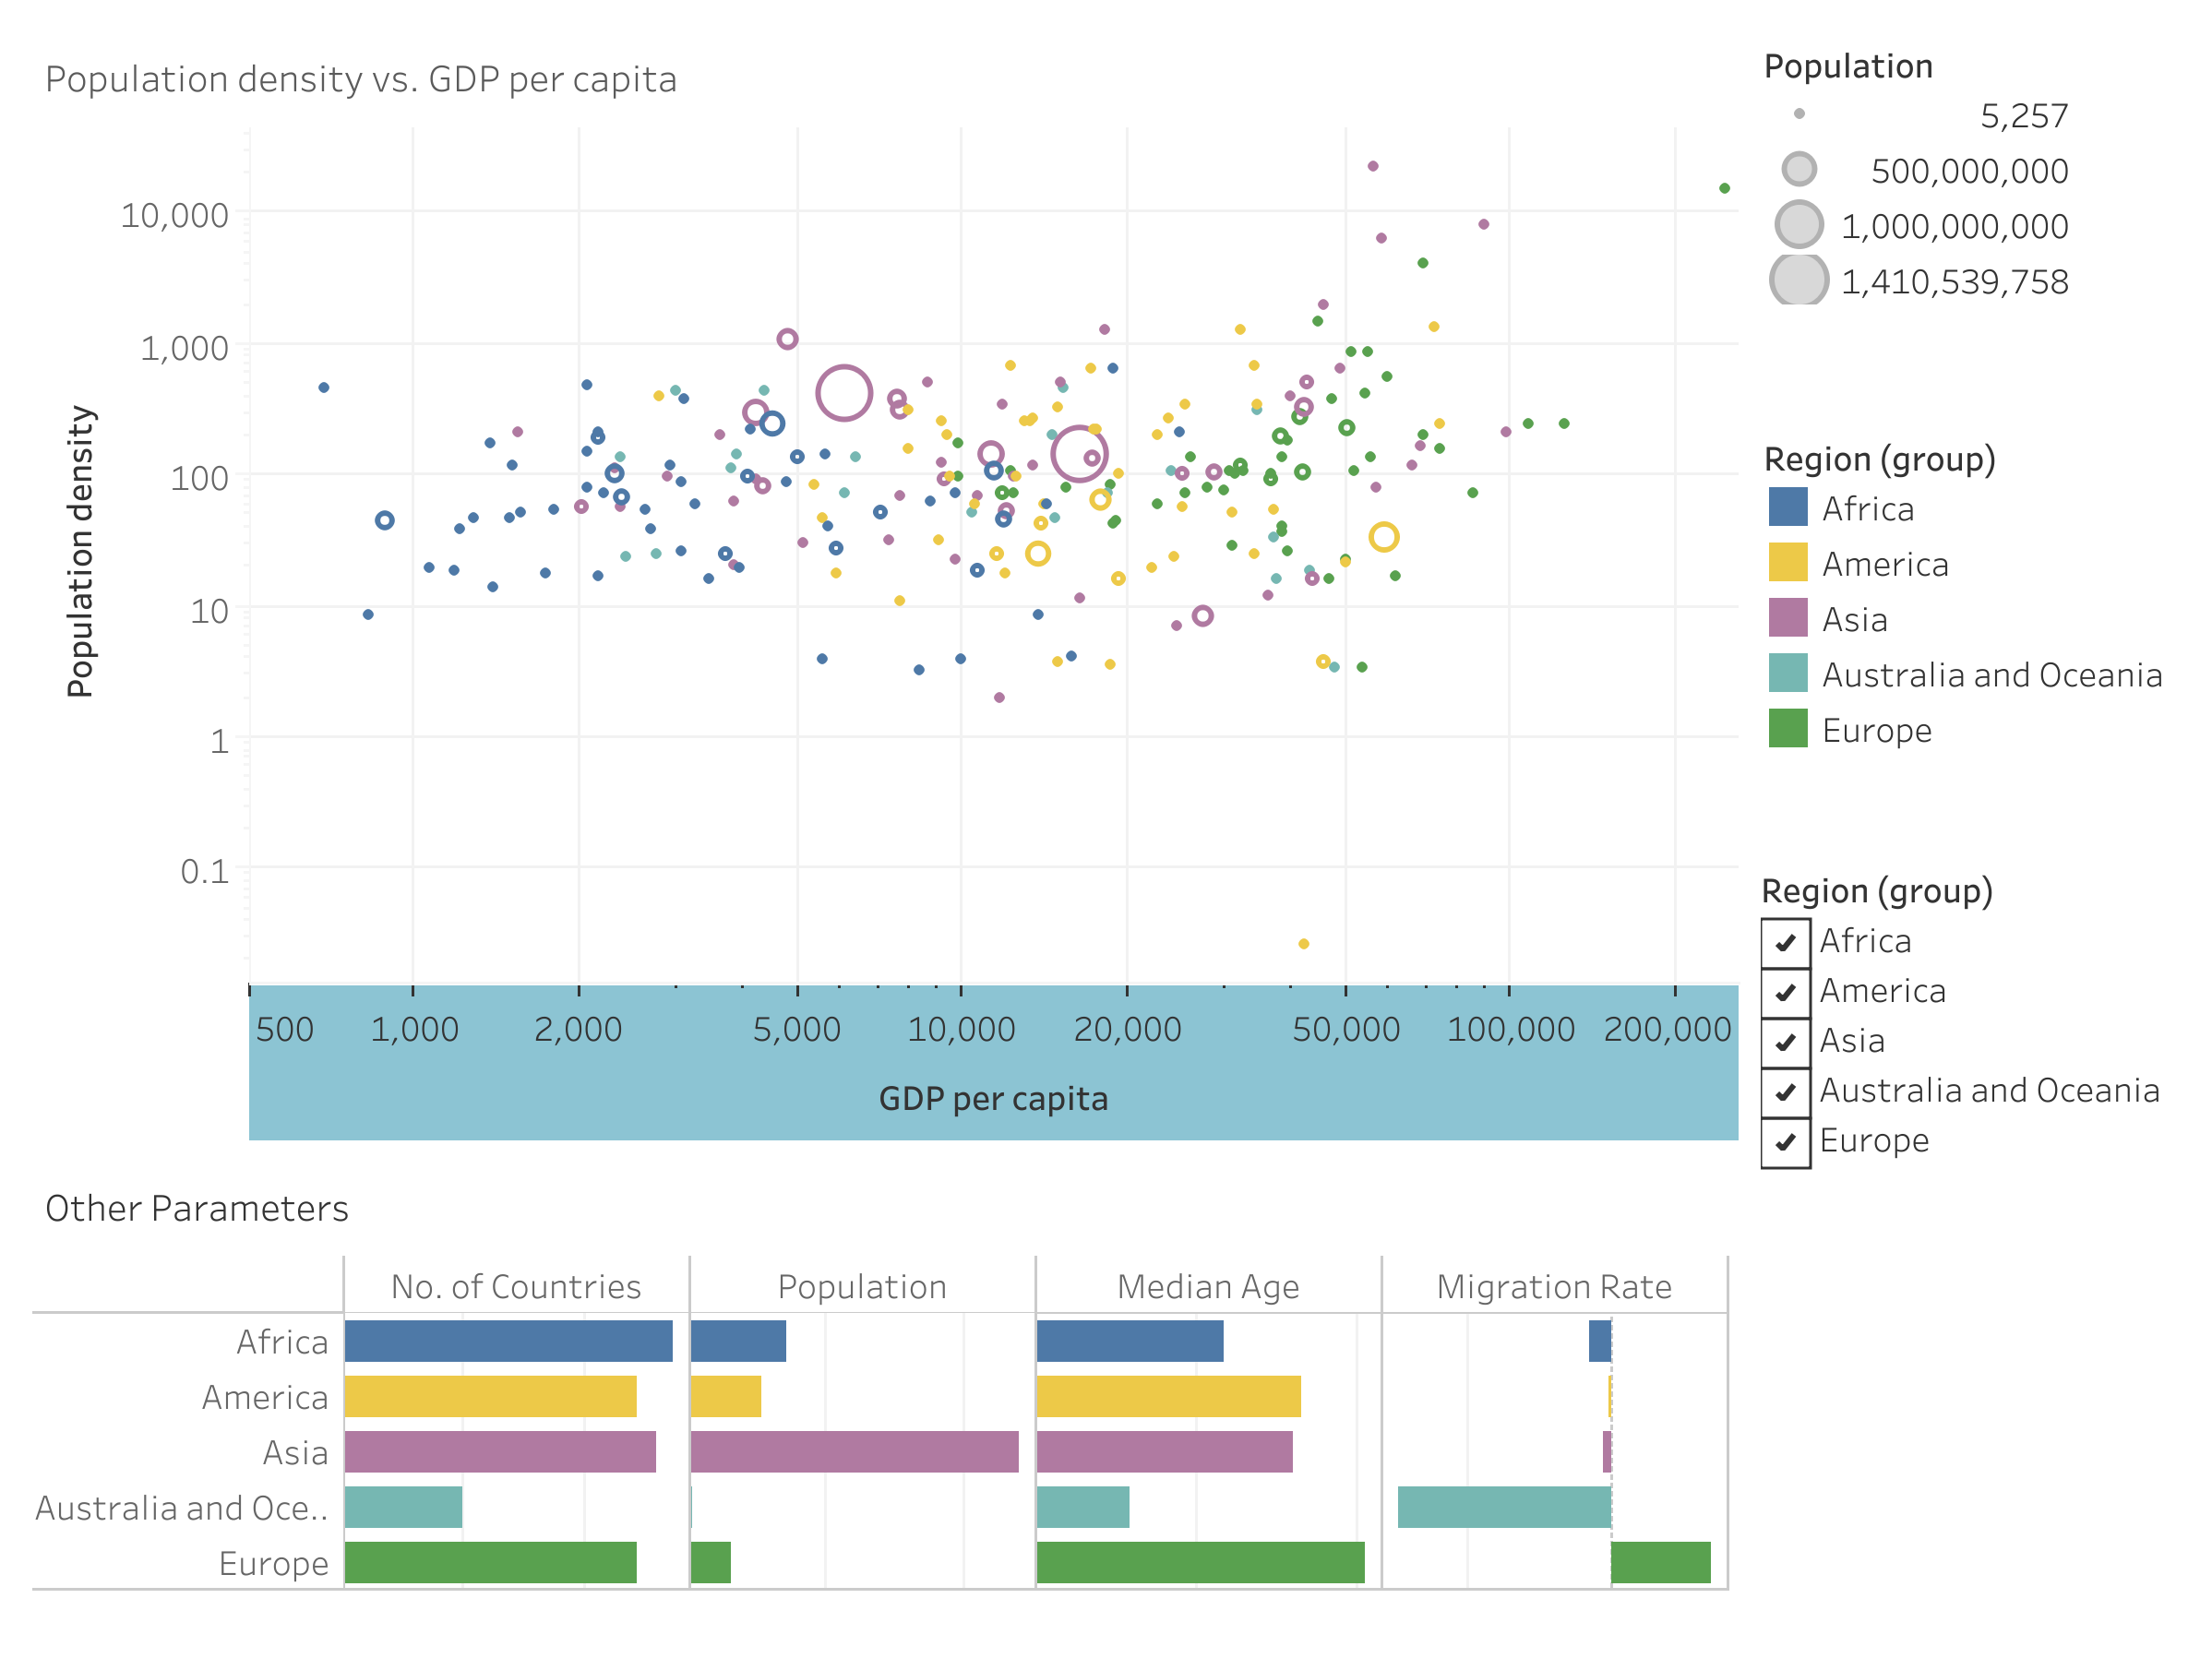 Population density vs. GDP per capita
Population
5,257
500,000,000
1,000,000,000
1,410,539,758
Region (group)
Africa
America
Asia
Australia and Oceania
Europe
Region (group)
Africa
America
Asia
Australia and Oceania
Europe
Population density
10,000
1,000
100
10
1
0.1
500 1,000 2,000 5,000 10,000 20,000 50,000 100,000 200,000
GDP per capita
Other Parameters
No. of Countries Population Median Age Migration Rate
Africa
America
Asia
Australia and Oce..
Europe